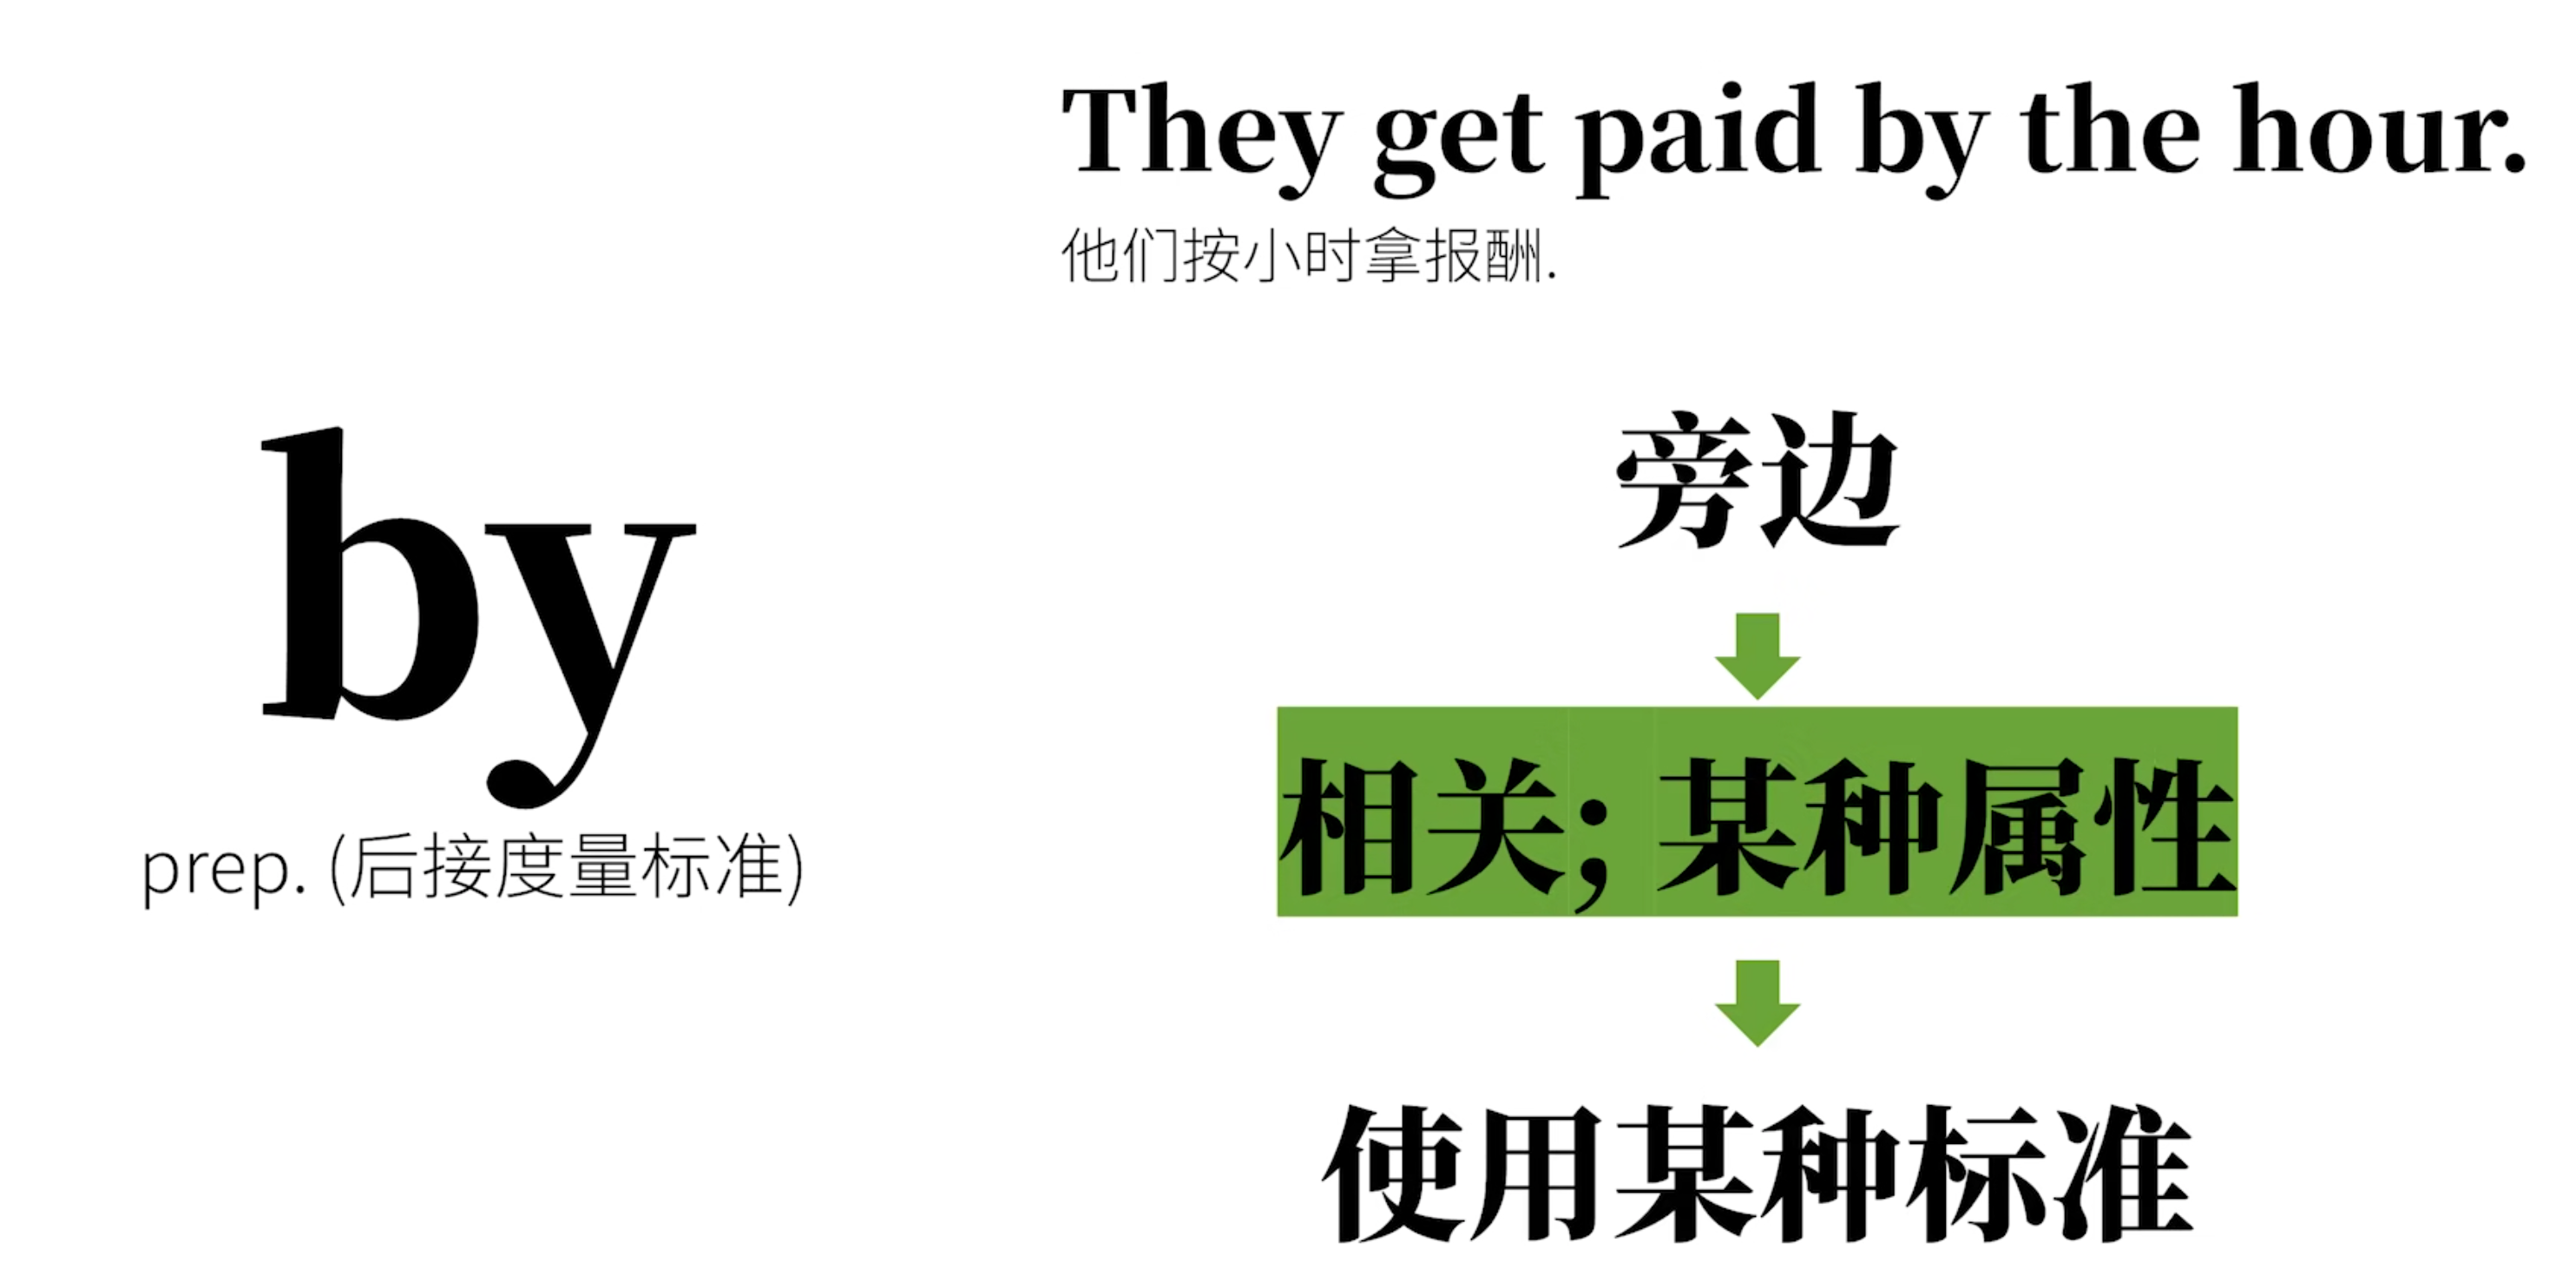 They get paid by the hour.
他们按小时拿报酬.
by
prep. (后接度量标准)
旁边
相关; 某种属性
使用某种标准